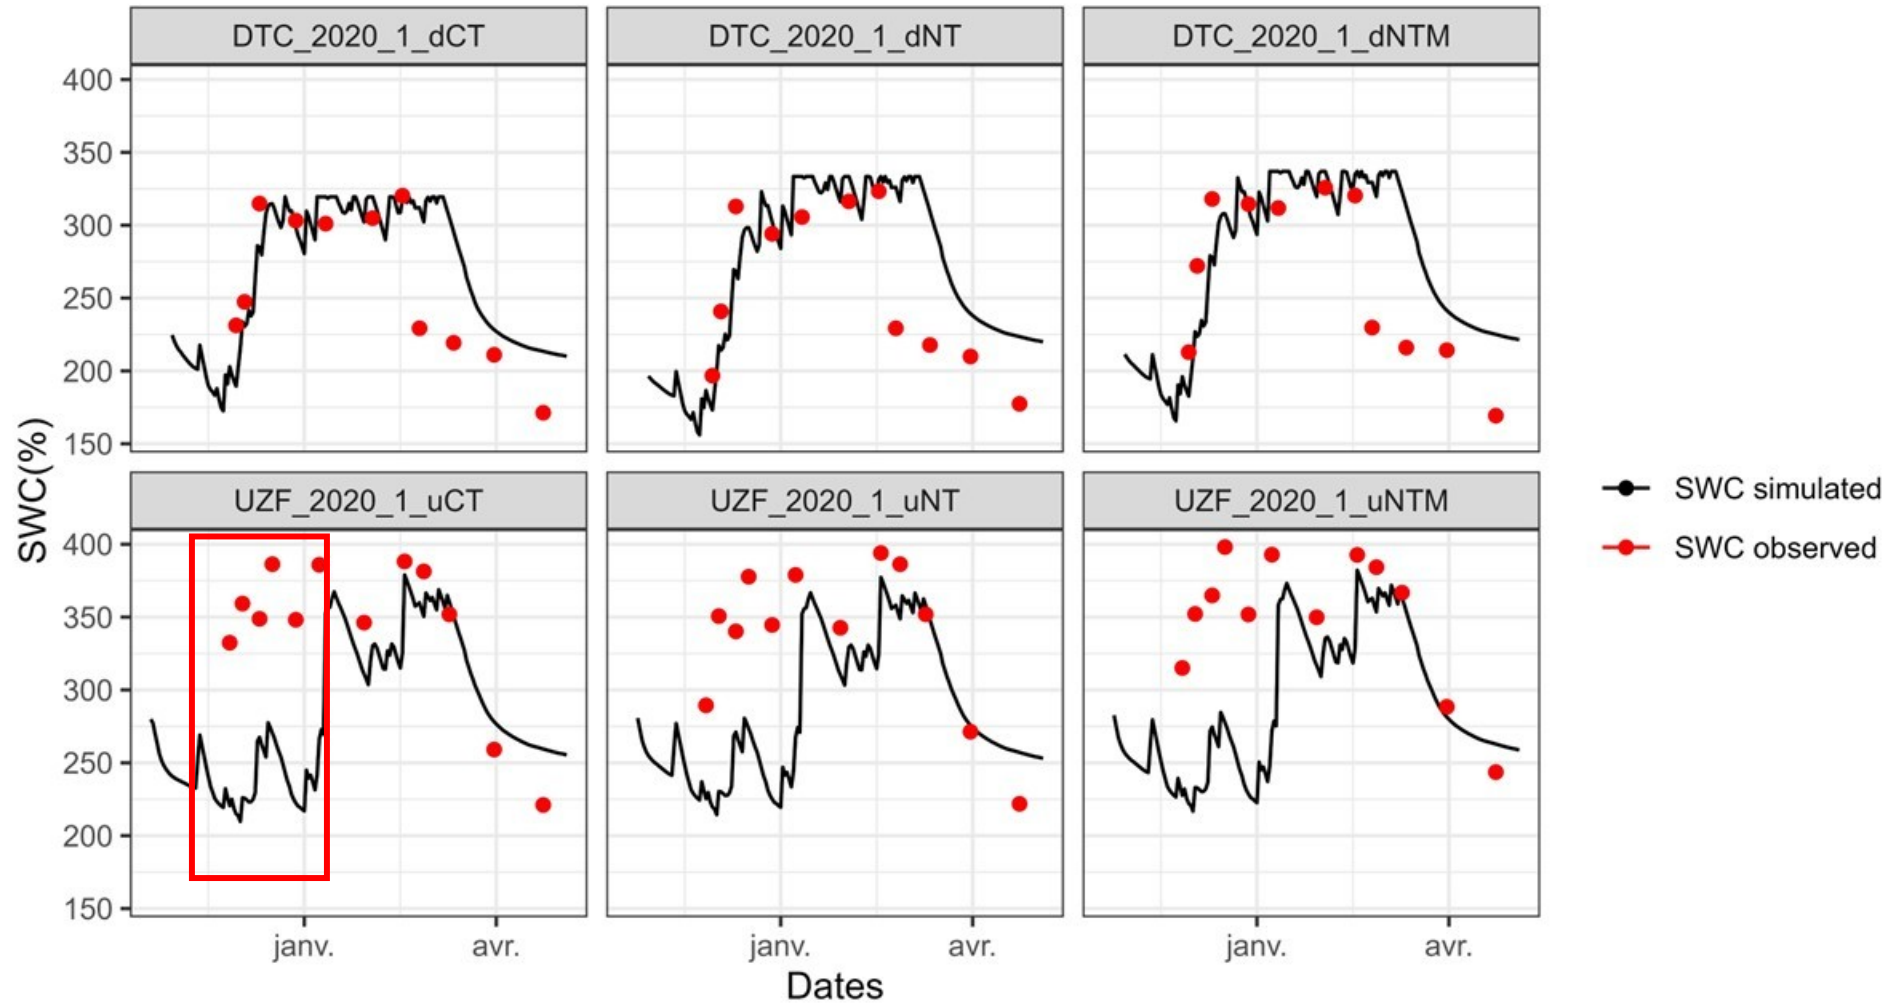 DTC_2020_1_dCT
DTC_2020_1_dNT
DTC_2020_1_dNTM
400
350
300
250
200
150
SWC(%)
UZF_2020_1_uCT
UZF_2020_1_uNT
UZF_2020_1_uNTM
400
350
300
250
200
150
janv.
avr.
janv.
avr.
janv.
avr.
Dates
SWC simulated
SWC observed